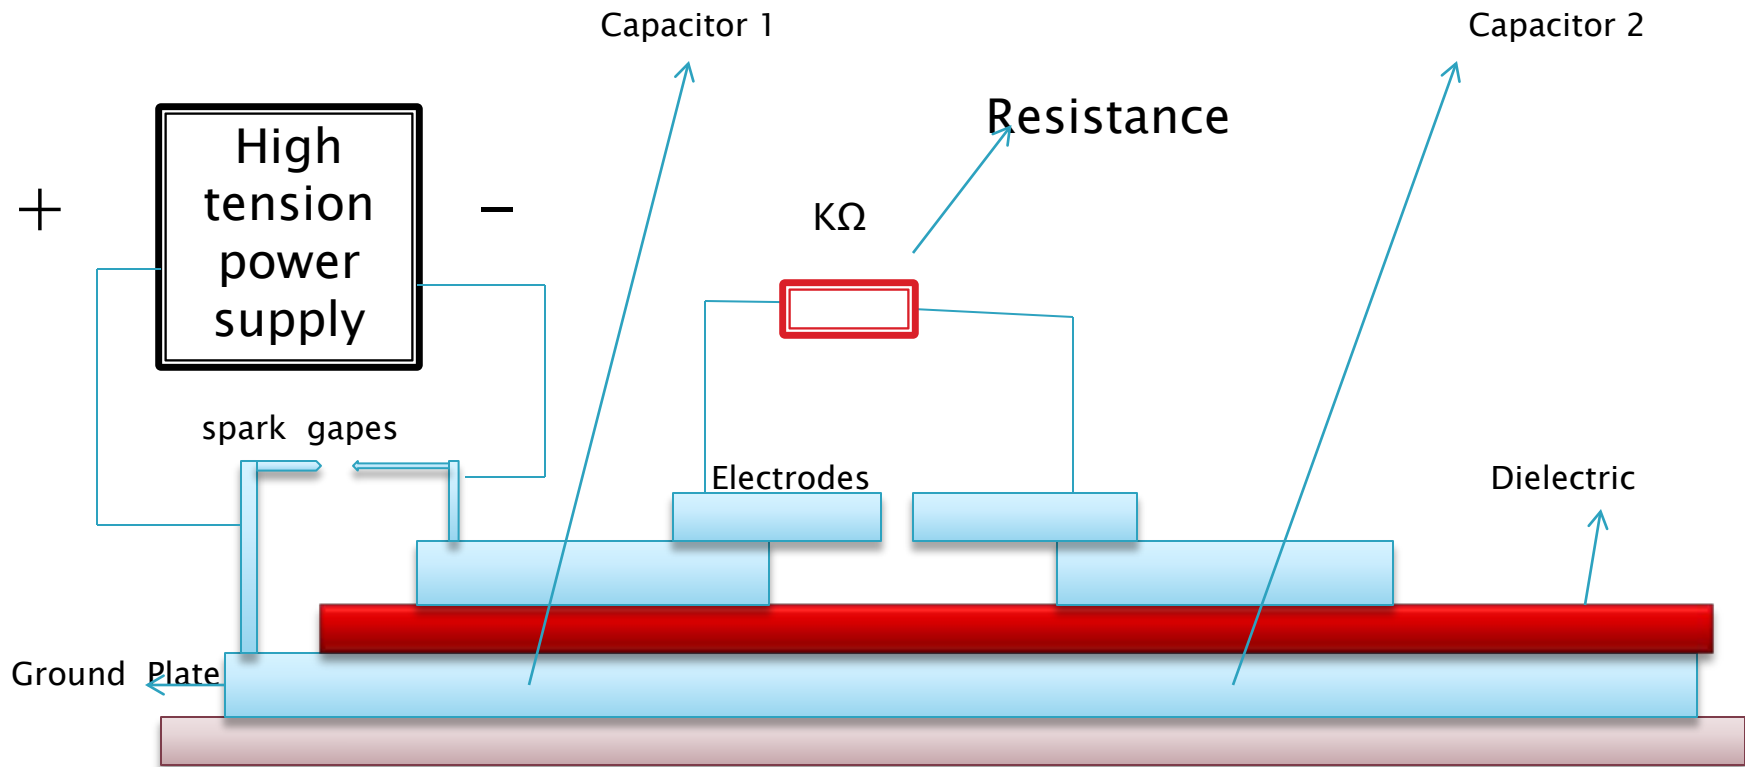 Capacitor 1
Capacitor 2
Resistance
High
tension
power
supply
+
–
KΩ
spark gapes
Electrodes
Dielectric
Ground Plate